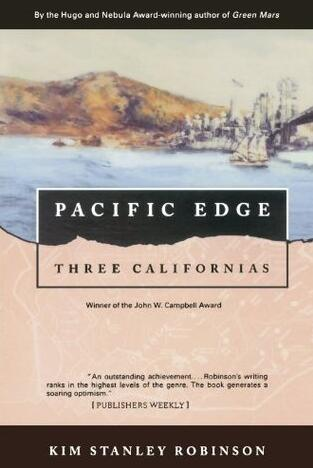 By the Hugo and Nebula Award-winning author of Green Mars
PACIFIC EDGE
THREE CALIFORNIAS
Winner of the John W. Campbell Award
"An outstanding achievement....Robinson's writing
ranks in the highest levels of the genre. The book generates a
soaring optimism."
[PUBLISHERS WEEKLY]
KIM STANLEY ROBINSON